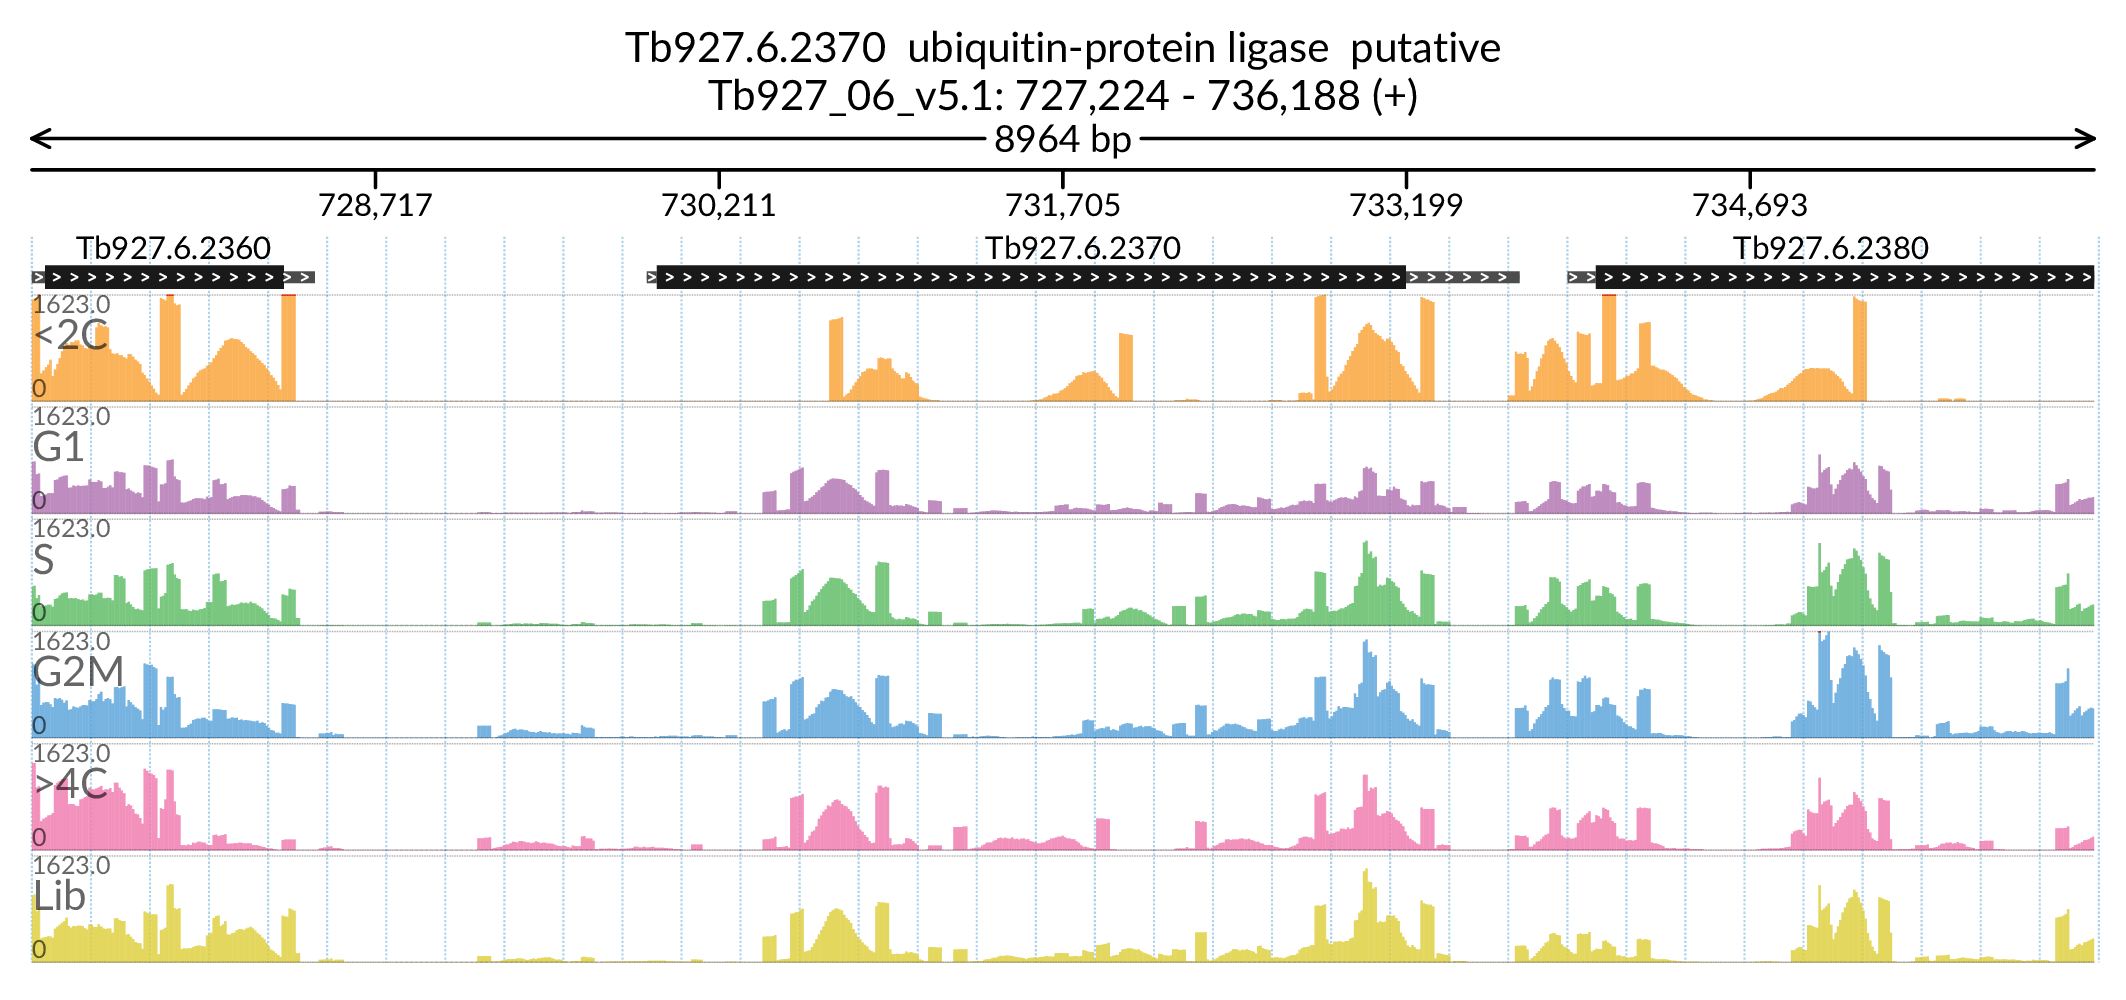 Tb927.6.2370  ubiquitin-protein ligase  putative
Tb927_06_v5.1: 727,224 - 736,188 (+)
8964 bp
728,717 730,211 731,705 733,199 734,693
Tb927.6.2360 Tb927.6.2370 Tb927.6.2380
1623.0
<2C
0
1623.0
G1
0
1623.0
S
0
1623.0
G2M
0
1623.0
>4C
0
1623.0
Lib
0